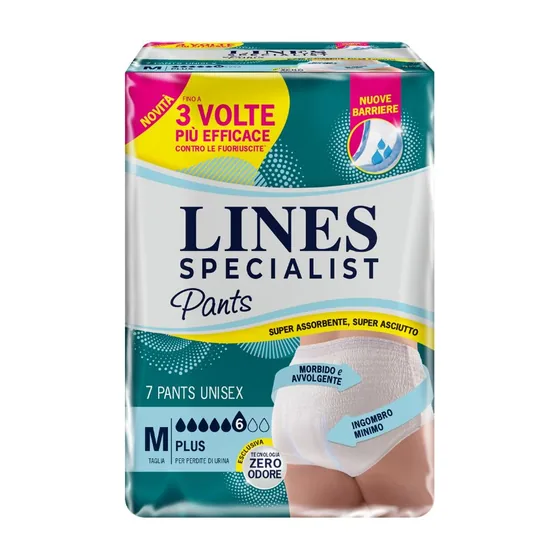 NOVITÀ
FINO A
3 VOLTE
PIÙ EFFICACE
CONTRO LE FUORIUSCITE
NUOVE
BARRIERE
LINES
SPECIALIST
Pants
SUPER ASSORBENTE, SUPER ASCIUTTO
MORBIDO e
AVVOLGENTE
INGOMBRO
MINIMO
7 PANTS UNISEX
M
TAGLIA
6
PLUS
PER PERDITE DI URINA
ESCLUSIVA
TECNOLOGIA
ZERO
ODORE